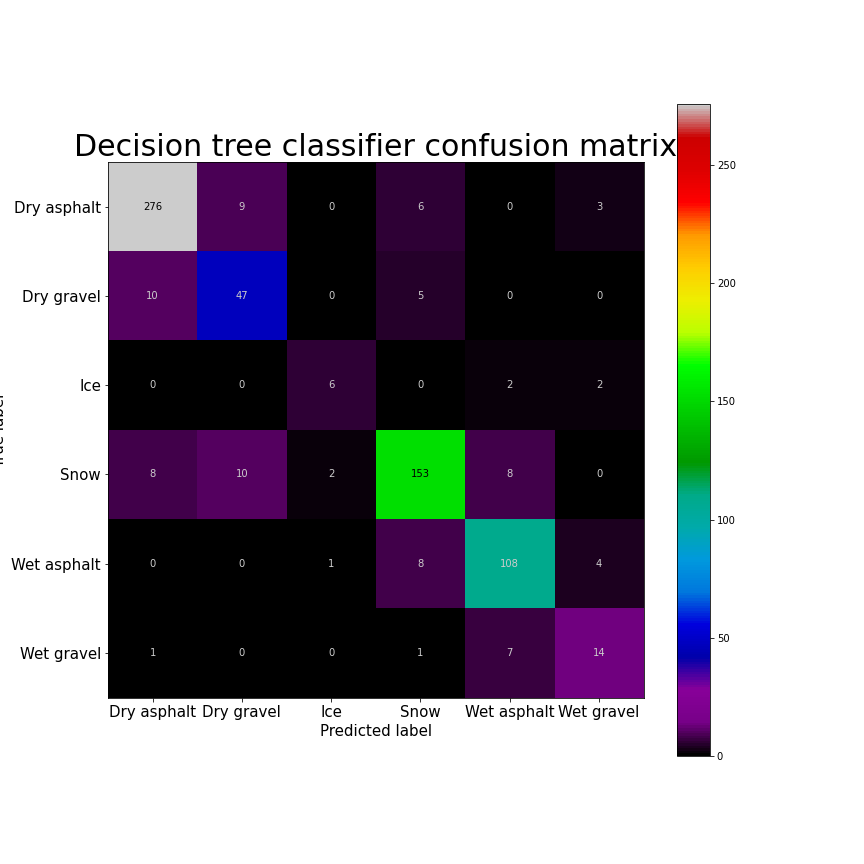 Decision tree classifier confusion matrix
Dry asphalt 276 9 0 6 0 3
Dry gravel 10 47 0 5 0 0
Ice 0 0 6 0 2 2
Snow 8 10 2 153 8 0
Wet asphalt 0 0 1 8 108 4
Wet gravel 1 0 0 1 7 14
Dry asphalt Dry gravel Ice Snow Wet asphalt Wet gravel
Predicted label
250
200
150
100
50
0